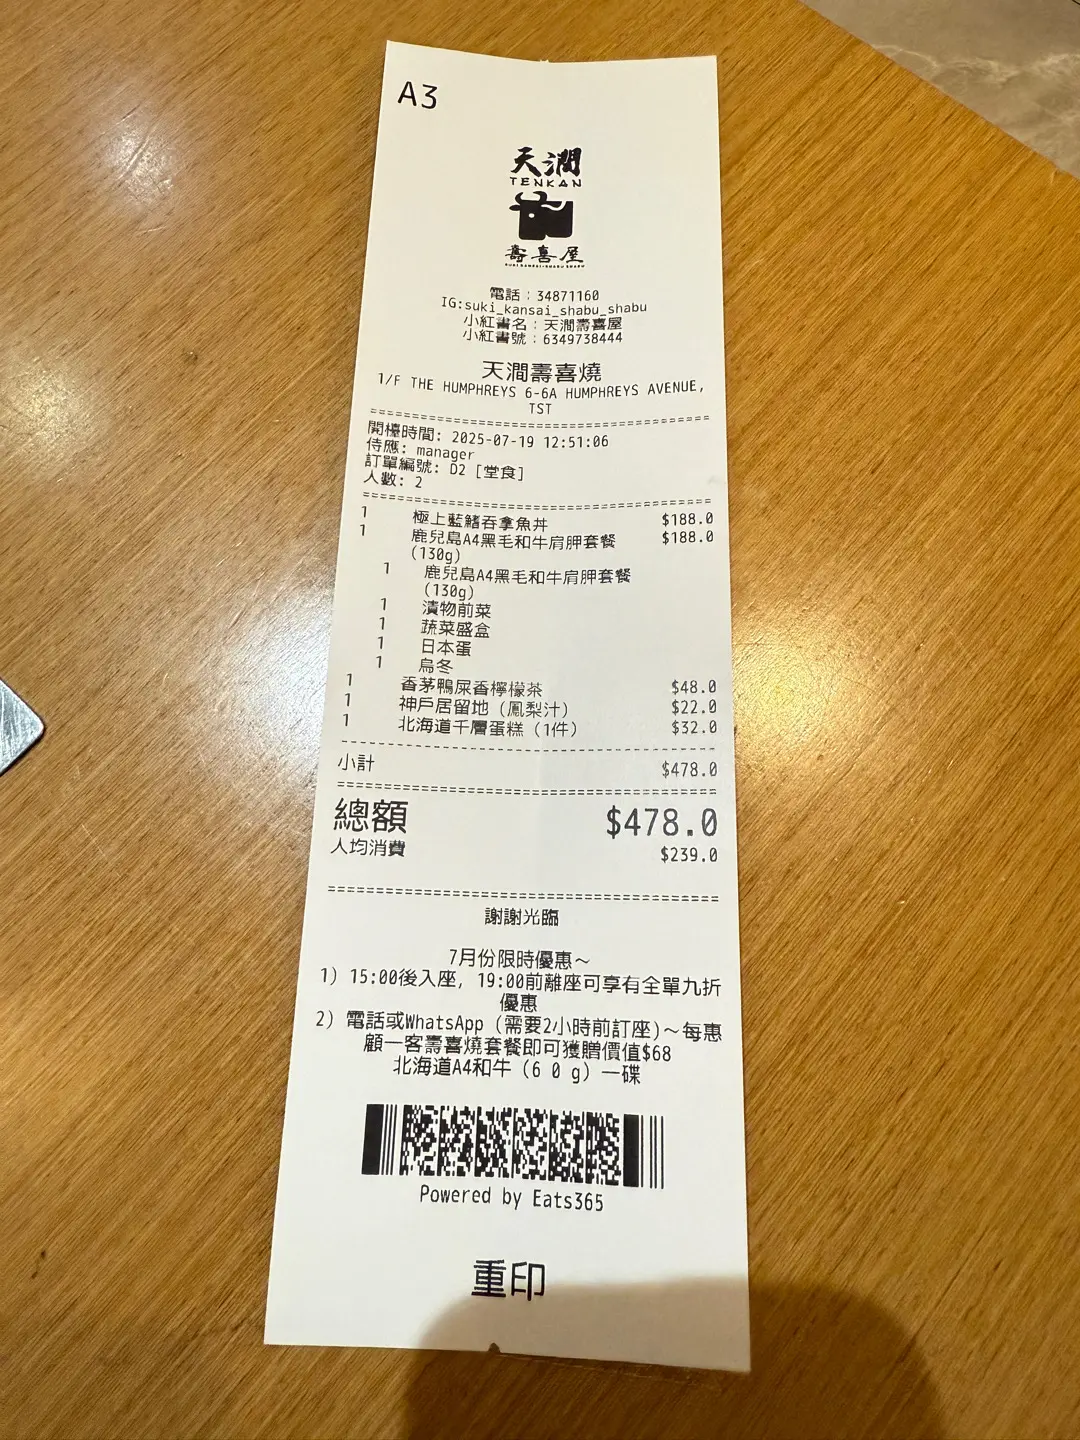 A3
天澗
TENKAN
壽喜屋
電話：34871160
IG:suki_kansai_shabu_shabu
小紅書名：天澗壽喜屋
小紅書號：6349738444
天澗壽喜燒
1/F THE HUMPHREYS 6-6A HUMPHREYS AVENUE,
TST
開檯時間: 2025-07-19 12:51:06
侍應: manager
訂單編號: D2 [堂食]
人數: 2
1 極上藍鰭吞拿魚丼 $188.0
1 鹿兒島A4黑毛和牛肩胛套餐 $188.0
(130g)
1 鹿兒島A4黑毛和牛肩胛套餐
(130g)
1 漬物前菜
1 蔬菜盛盒
1 日本蛋
1 烏冬
1 香茅鴨屎香檸檬茶 $48.0
1 神戶居留地（鳳梨汁） $22.0
1 北海道千層蛋糕（1件） $32.0
小計 $478.0
總額 $478.0
人均消費 $239.0
謝謝光臨
7月份限時優惠～
1) 15:00後入座, 19:00前離座可享有全單九折
優惠
2) 電話或WhatsApp (需要2小時前訂座)～每惠
顧一客壽喜燒套餐即可獲贈價值$68
北海道A4和牛（6 0 g）一碟
Powered by Eats365
重印